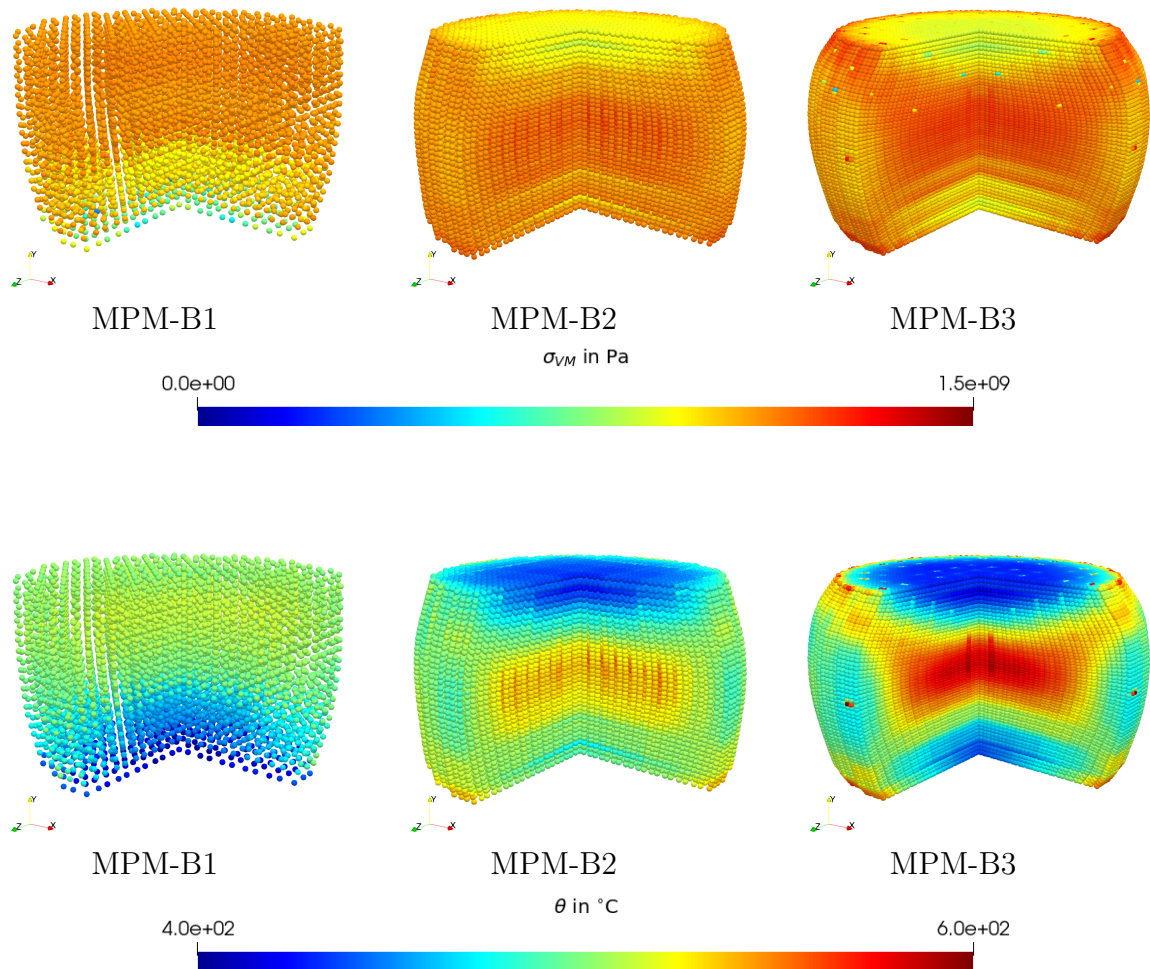 Y Y Y
Z X Z X Z X
MPM-B1 MPM-B2 MPM-B3
σVM in Pa
0.0e+00 1.5e+09
Y Y Y
Z X Z X Z X
MPM-B1 MPM-B2 MPM-B3
θ in °C
4.0e+02 6.0e+02